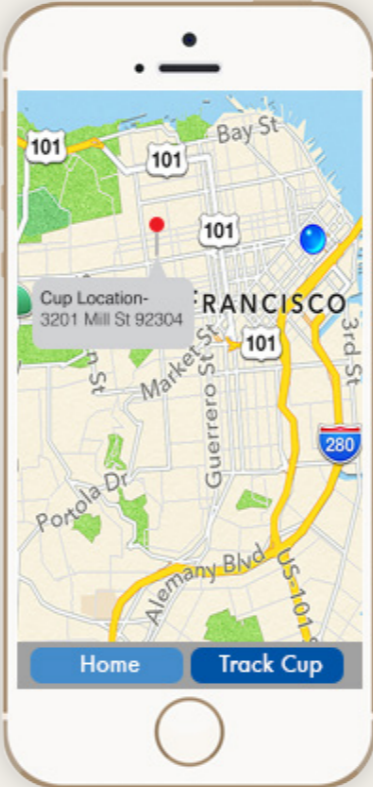 Bay St
101
101
101
Cup Location-
3201 Mill St 92304
FRANCISCO
101
Market St
n St
Guerrero St
3rd St
280
Portola Dr
Alemany Blvd
US-101 S
Home
Track Cup